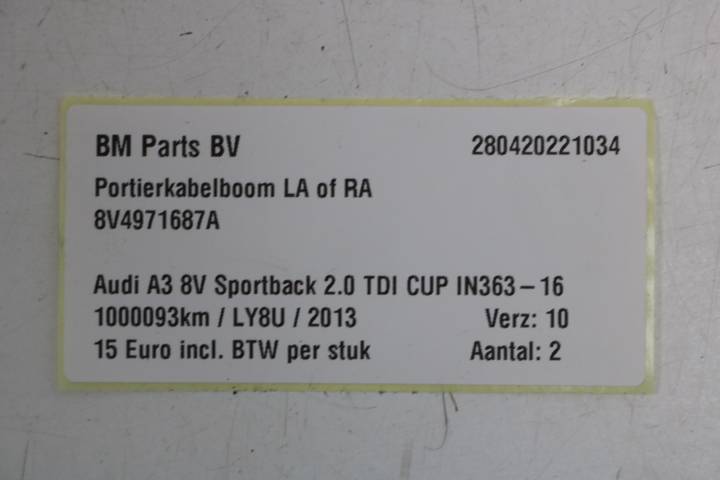 BM Parts BV 280420221034
Portierkabelboom LA of RA
8V4971687A
Audi A3 8V Sportback 2.0 TDI CUP IN363-16
1000093km / LY8U / 2013 Verz: 10
15 Euro incl. BTW per stuk Aantal: 2